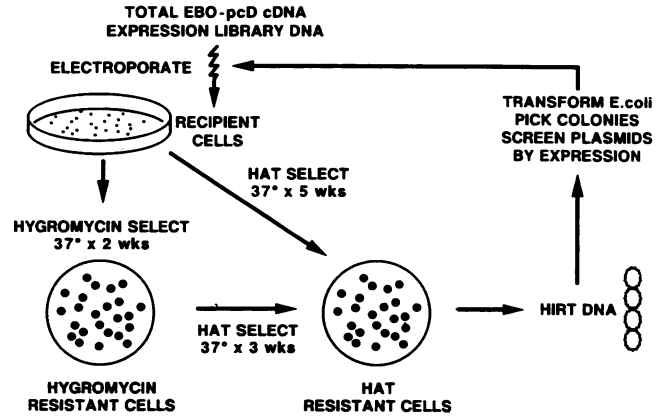 TOTAL EBO-pcD cDNA
EXPRESSION LIBRARY DNA
ELECTROPORATE
RECIPIENT
CELLS
TRANSFORM E.coli
PICK COLONIES
SCREEN PLASMIDS
BY EXPRESSION
HAT SELECT
37° x 5 wks
HYGROMYCIN SELECT
37° x 2 wks
HAT SELECT
37° x 3 wks
HIRT DNA
HYGROMYCIN
RESISTANT CELLS
HAT
RESISTANT CELLS